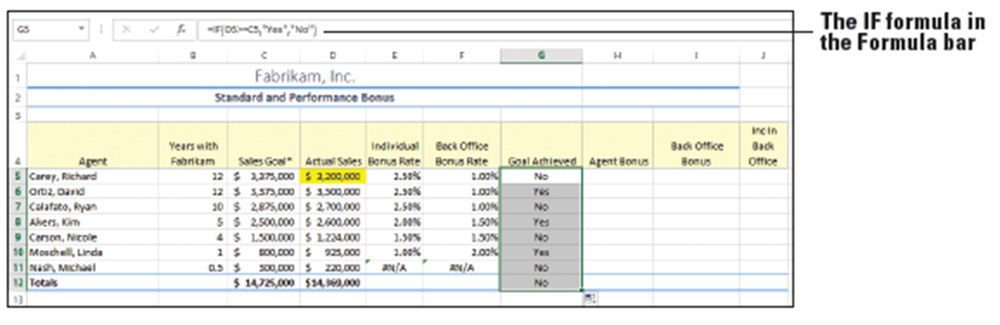 The IF formula in
the Formula bar
G5 fx =IF(D5>=C5,"Yes","No")
A B C D E F G H I J
1 Fabrikam, Inc.
2 Standard and Performance Bonus
3
Inc In
Years with Individual Back Office Back Office Back
4 Agent Fabrikam Sales Goal* Actual Sales Bonus Rate Bonus Rate Goal Achieved Agent Bonus Bonus Office
5 Carey, Richard 12 $ 3,375,000 $ 3,200,000 2.50% 1.00% No
6 Ortiz, David 12 $ 3,375,000 $ 3,500,000 2.50% 1.00% Yes
7 Calafato, Ryan 10 $ 2,875,000 $ 2,700,000 2.50% 1.00% No
8 Akers, Kim 5 $ 2,500,000 $ 2,600,000 2.00% 1.50% Yes
9 Carson, Nicole 4 $ 1,500,000 $ 1,224,000 1.50% 1.50% No
10 Moschell, Linda 1 $ 800,000 $ 925,000 1.00% 2.00% Yes
11 Nash, Michael 0.5 $ 300,000 $ 220,000 #N/A #N/A No
12 Totals $ 14,725,000 $14,369,000 No
13